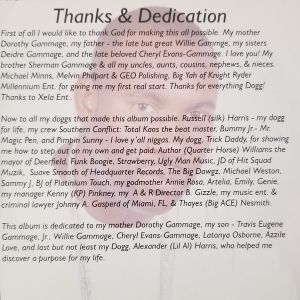 Thanks & Dedication
First of all I would like to thank God for making this all possible. My mother
Dorothy Gammage, my father - the late but great Willie Gammge, my sisters
Deidre Gammage, and the late beloved Cheryl Evans-Gammage. I love you! My
brother Sherman Gammage & all my uncles, aunts, cousins, nephews, & nieces.
Michael Minns, Melvin Philpart & GEO Polishing, Big Yah of Knight Ryder
Millennium Ent. for giving me my first real start. Thanks for everything Dogg!
Thanks to Xela Ent..
Now to all my doggs that made this album possible. Russell (silk) Harris - my dogg
for life, my crew Southern Conflict: Total Kaos the beat master, Bummy Jr.- Mr.
Magic Pen, and Pimpin Sunny - I love y'all niggas. My dogg, Trick Daddy, for showing
me how to step out on my own and get paid. Author (Quarter Horse) Williams the
mayor of Deerfield, Funk Boogie, Strawberry, Ugly Man Music. JD of Hit Squad
Muzik, Suave Smooth of Headquarter Records, The Big Dawgz, Michael Weston,
Sammy J., BJ of Platinum Touch, my godmother Annie Rosa, Artelia, Emily, Genie,
my manager Kenny (KP) Pinkney, my A & R Director B. Gizzle, my music ent. &
criminal lawyer Johnny A. Gasperd of Miami, FL, & Thayes (Big ACE) Nesmith.
This album is dedicated to my mother Dorothy Gammage, my son - Travis Eugene
Gammage, Jr., Willie Gammage, Cheryl Evans-Gammage, Latonya Osborne, Azzile
Love, and last but not least my Dogg, Alexander (Lil Al) Harris, who helped me
discover a purpose for my life.